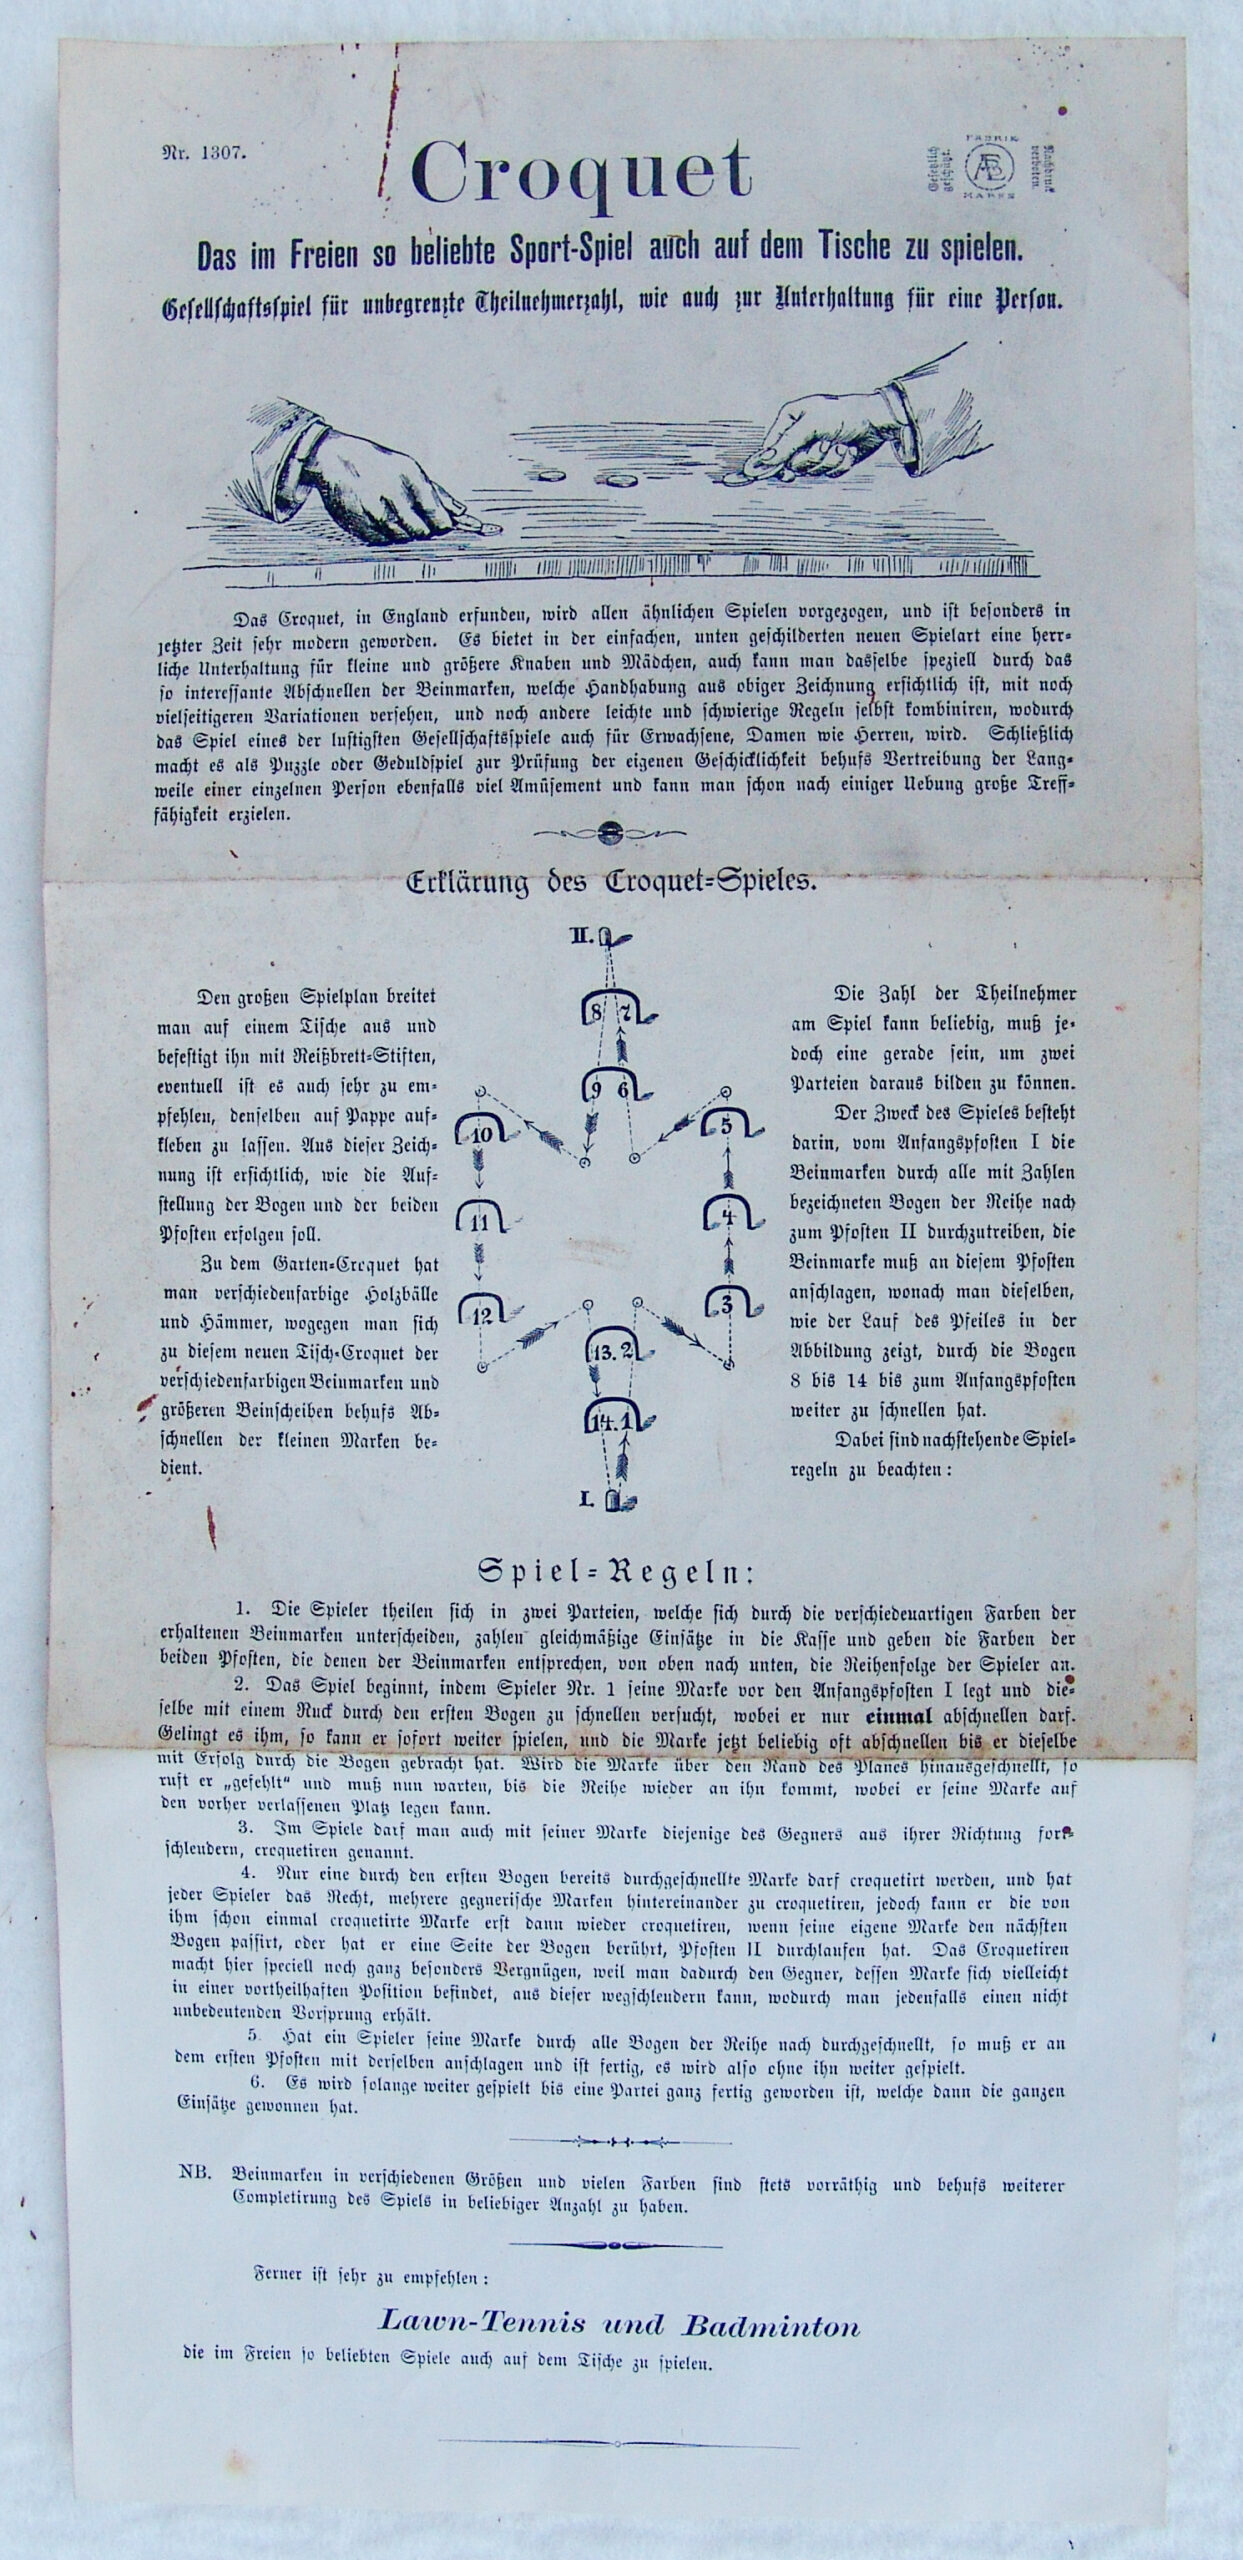 Nr. 1307.
Croquet
Gesetzlich
geschützt.
FABRIK
MARKE
Nachdruck
verboten.
Das im Freien so beliebte Sport-Spiel auch auf dem Tische zu spielen.
Gesellschaftsspiel für unbegrenzte Theilnehmerzahl, wie auch zur Unterhaltung für eine Person.
Das Croquet, in England erfunden, wird allen ähnlichen Spielen vorgezogen, und ist besonders in
jetzter Zeit sehr modern geworden. Es bietet in der einfachen, unten geschilderten neuen Spielart eine herr-
liche Unterhaltung für kleine und größere Knaben und Mädchen, auch kann man dasselbe speziell durch das
so interessante Abschnellen der Beinmarken, welche Handhabung aus obiger Zeichnung ersichtlich ist, mit noch
vielseitigeren Variationen versehen, und noch andere leichte und schwierige Regeln selbst kombiniren, wodurch
das Spiel eines der lustigsten Gesellschaftsspiele auch für Erwachsene, Damen wie Herren, wird. Schließlich
macht es als Puzzle oder Geduldspiel zur Prüfung der eigenen Geschicklichkeit behufs Vertreibung der Lang-
weile einer einzelnen Person ebenfalls viel Amüsement und kann man schon nach einiger Uebung große Treff-
fähigkeit erzielen.
Erklärung des Croquet-Spieles.
Den großen Spielplan breitet
man auf einem Tische aus und
befestigt ihn mit Reißbrett-Stiften,
eventuell ist es auch sehr zu em-
pfehlen, denselben auf Pappe auf-
kleben zu lassen. Aus dieser Zeich-
nung ist ersichtlich, wie die Auf-
stellung der Bogen und der beiden
Pfosten erfolgen soll.
Zu dem Garten-Croquet hat
man verschiedenfarbige Holzbälle
und Hämmer, wogegen man sich
zu diesem neuen Tisch-Croquet der
verschiedenfarbigen Beinmarken und
größeren Beinscheiben behufs Ab-
schnellen der kleinen Marken be-
dient.
II.
8 7
9 6
10 5
11 4
12 3
13. 2
14. 1
I.
Die Zahl der Theilnehmer
am Spiel kann beliebig, muß je-
doch eine gerade sein, um zwei
Parteien daraus bilden zu können.
Der Zweck des Spieles besteht
darin, vom Anfangspfosten I die
Beinmarken durch alle mit Zahlen
bezeichneten Bogen der Reihe nach
zum Pfosten II durchzutreiben, die
Beinmarke muß an diesem Pfosten
anschlagen, wonach man dieselben,
wie der Lauf des Pfeiles in der
Abbildung zeigt, durch die Bogen
8 bis 14 bis zum Anfangspfosten
weiter zu schnellen hat.
Dabei sind nachstehende Spiel-
regeln zu beachten:
Spiel-Regeln:
1. Die Spieler theilen sich in zwei Parteien, welche sich durch die verschiedenartigen Farben der
erhaltenen Beinmarken unterscheiden, zahlen gleichmäßige Einsätze in die Kasse und geben die Farben der
beiden Pfosten, die denen der Beinmarken entsprechen, von oben nach unten, die Reihenfolge der Spieler an.
2. Das Spiel beginnt, indem Spieler Nr. 1 seine Marke vor den Anfangspfosten I legt und die-
selbe mit einem Ruck durch den ersten Bogen zu schnellen versucht, wobei er nur einmal abschnellen darf.
Gelingt es ihm, so kann er sofort weiter spielen, und die Marke jetzt beliebig oft abschnellen bis er dieselbe
mit Erfolg durch die Bogen gebracht hat. Wird die Marke über den Rand des Planes hinausgeschnellt, so
ruft er „gefehlt" und muß nun warten, bis die Reihe wieder an ihn kommt, wobei er seine Marke auf
den vorher verlassenen Platz legen kann.
3. Im Spiele darf man auch mit seiner Marke diejenige des Gegners aus ihrer Richtung fort-
schleudern, croquetiren genannt.
4. Nur eine durch den ersten Bogen bereits durchgeschnellte Marke darf croquetirt werden, und hat
jeder Spieler das Recht, mehrere gegnerische Marken hintereinander zu croquetiren, jedoch kann er die von
ihm schon einmal croquetirte Marke erst dann wieder croquetiren, wenn seine eigene Marke den nächsten
Bogen passirt, oder hat er eine Seite der Bogen berührt, Pfosten II durchlaufen hat. Das Croquetiren
macht hier speciell noch ganz besonders Vergnügen, weil man dadurch den Gegner, dessen Marke sich vielleicht
in einer vortheilhaften Position befindet, aus dieser wegschleudern kann, wodurch man jedenfalls einen nicht
unbedeutenden Vorsprung erhält.
5. Hat ein Spieler seine Marke durch alle Bogen der Reihe nach durchgeschnellt, so muß er an
dem ersten Pfosten mit derselben anschlagen und ist fertig, es wird also ohne ihn weiter gespielt.
6. Es wird solange weiter gespielt bis eine Partei ganz fertig geworden ist, welche dann die ganzen
Einsätze gewonnen hat.
NB. Beinmarken in verschiedenen Größen und vielen Farben sind stets vorräthig und behufs weiterer
Completirung des Spiels in beliebiger Anzahl zu haben.
Ferner ist sehr zu empfehlen:
Lawn-Tennis und Badminton
die im Freien so beliebten Spiele auch auf dem Tische zu spielen.